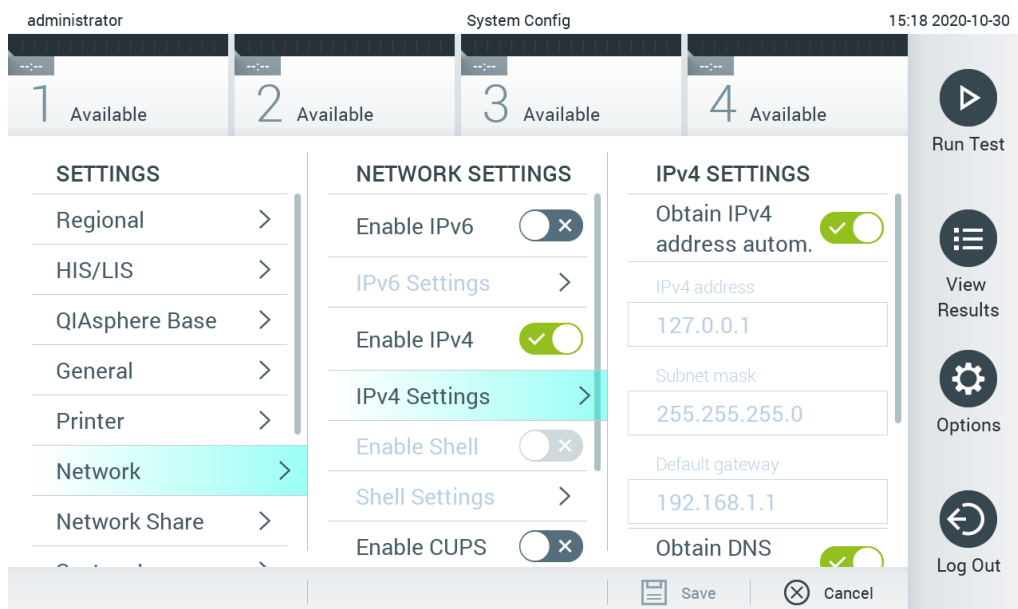 administrator
System Config
15:18 2020-10-30
--:--
1 Available
--:--
2 Available
--:--
3 Available
--:--
4 Available
SETTINGS
Regional
HIS/LIS
QIAsphere Base
General
Printer
Network
Network Share
NETWORK SETTINGS
Enable IPv6
IPv6 Settings
Enable IPv4
IPv4 Settings
Enable Shell
Shell Settings
Enable CUPS
IPv4 SETTINGS
Obtain IPv4
address autom.
IPv4 address
127.0.0.1
Subnet mask
255.255.255.0
Default gateway
192.168.1.1
Obtain DNS
Save
Cancel
Run Test
View
Results
Options
Log Out